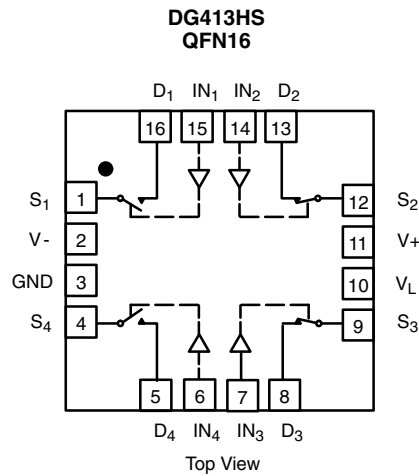 DG413HS
QFN16
D1 IN1 IN2 D2
16 15 14 13
S1 1 12 S2
V- 2 11 V+
GND 3 10 VL
S4 4 9 S3
5 6 7 8
D4 IN4 IN3 D3
Top View